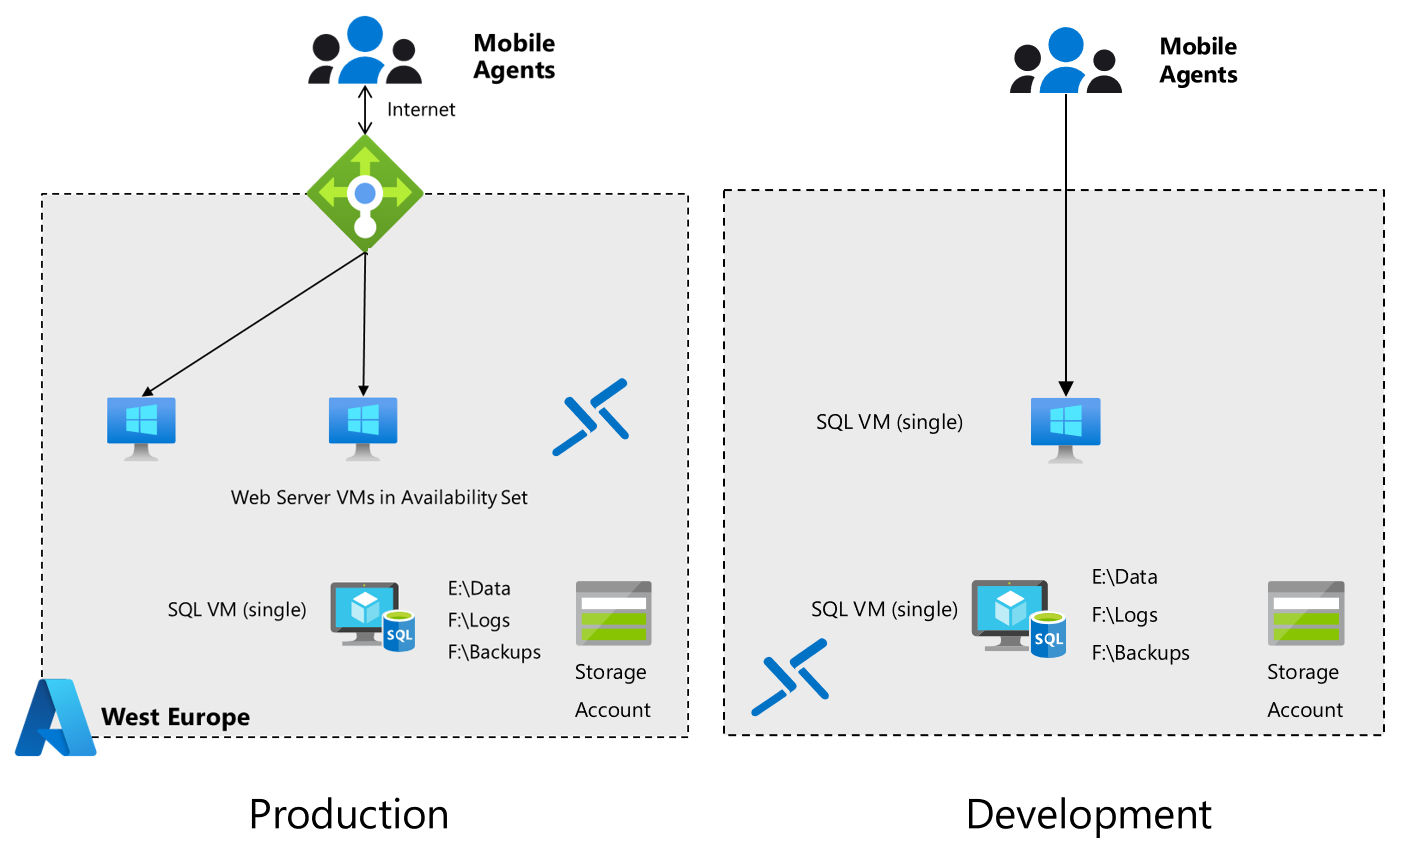 Mobile
Agents
Internet
Web Server VMs in Availability Set
SQL VM (single)
E:\Data
F:\Logs
F:\Backups
SQL
Storage
Account
West Europe
Production
Mobile
Agents
SQL VM (single)
SQL VM (single)
E:\Data
F:\Logs
F:\Backups
SQL
Storage
Account
Development